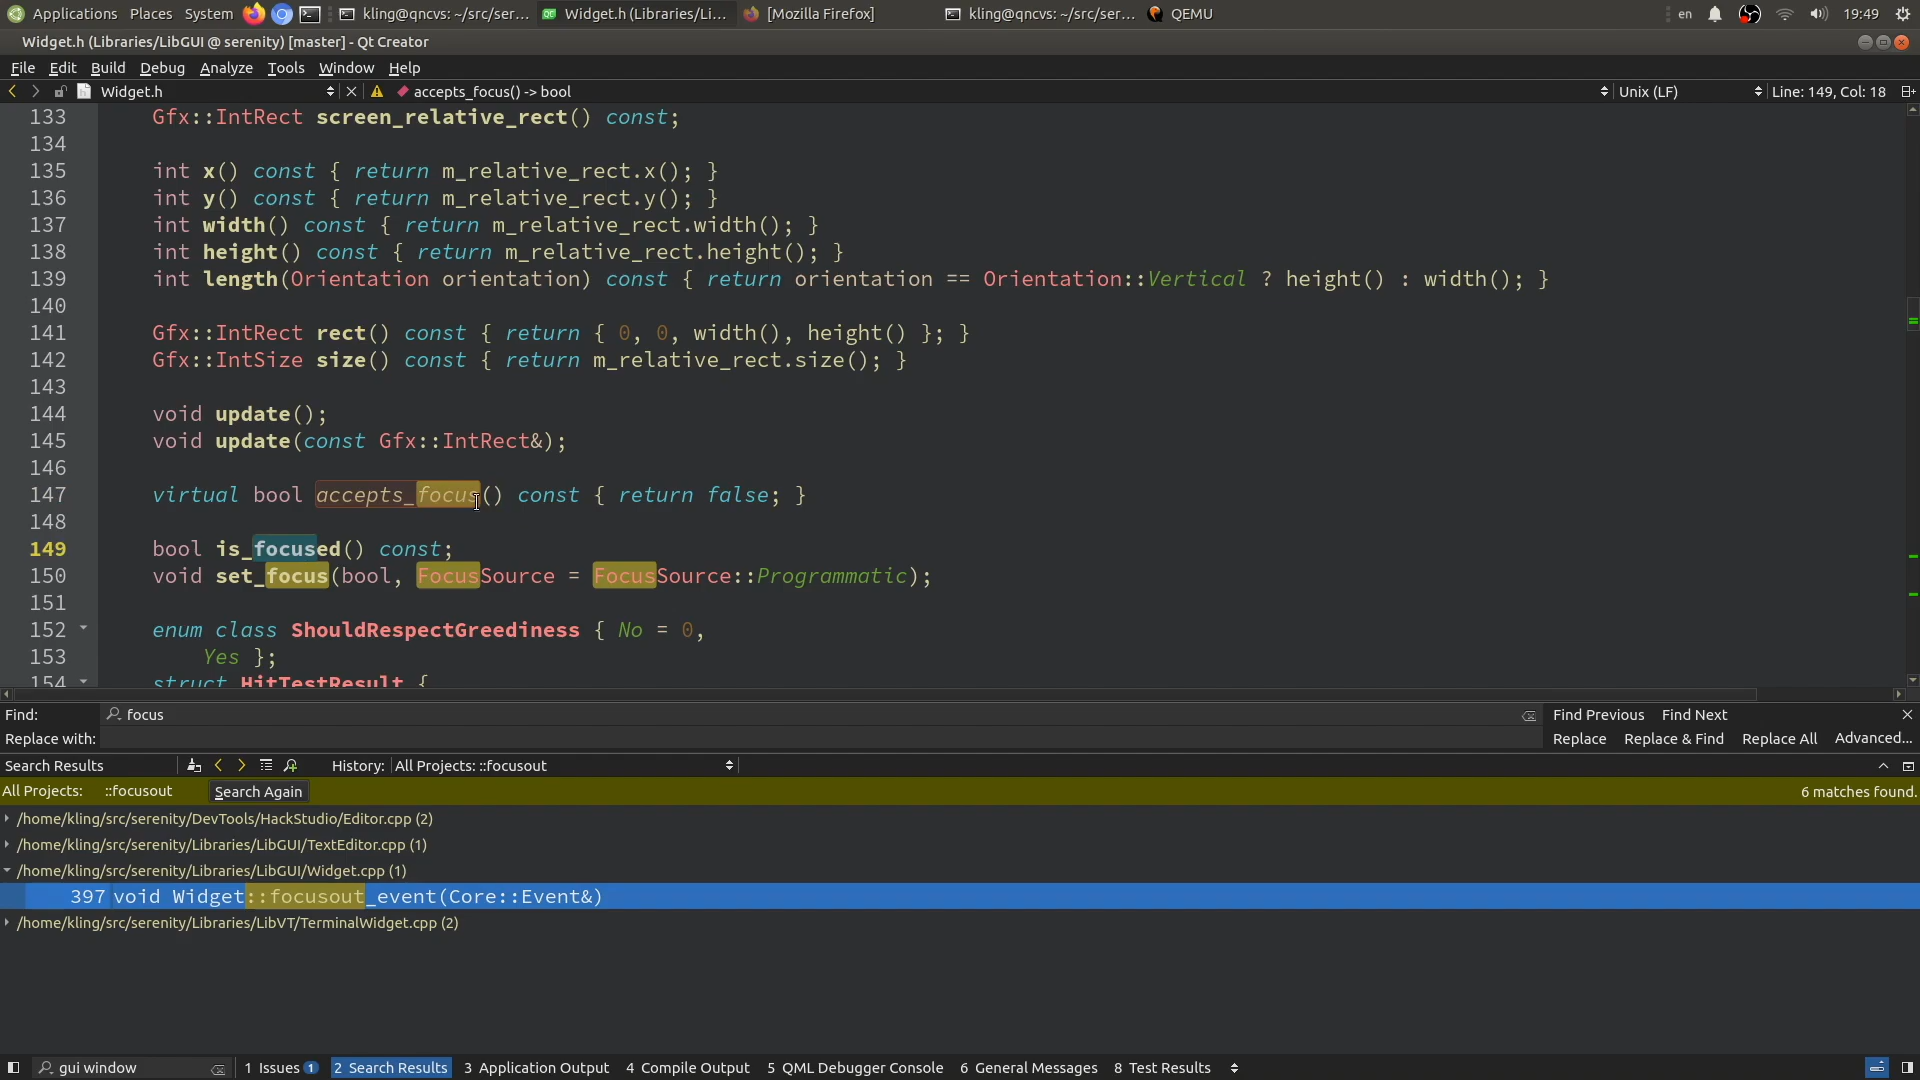 Applications Places System kling@qncvs: ~/src/ser... Widget.h (Libraries/Li... [Mozilla Firefox] kling@qncvs: ~/src/ser... QEMU en 19:49
Widget.h (Libraries/LibGUI @ serenity) [master] - Qt Creator
File Edit Build Debug Analyze Tools Window Help
Widget.h accepts_focus() -> bool Unix (LF) Line: 149, Col: 18
133 Gfx::IntRect screen_relative_rect() const;
134
135 int x() const { return m_relative_rect.x(); }
136 int y() const { return m_relative_rect.y(); }
137 int width() const { return m_relative_rect.width(); }
138 int height() const { return m_relative_rect.height(); }
139 int length(Orientation orientation) const { return orientation == Orientation::Vertical ? height() : width(); }
140
141 Gfx::IntRect rect() const { return { 0, 0, width(), height() }; }
142 Gfx::IntSize size() const { return m_relative_rect.size(); }
143
144 void update();
145 void update(const Gfx::IntRect&);
146
147 virtual bool accepts_focus() const { return false; }
148
149 bool is_focused() const;
150 void set_focus(bool, FocusSource = FocusSource::Programmatic);
151
152 enum class ShouldRespectGreediness { No = 0,
153 Yes };
154 struct HitTestResult {
Find: focus Find Previous Find Next
Replace with: Replace Replace & Find Replace All Advanced...
Search Results History: All Projects: ::focusout
All Projects: ::focusout Search Again 6 matches found.
/home/kling/src/serenity/DevTools/HackStudio/Editor.cpp (2)
/home/kling/src/serenity/Libraries/LibGUI/TextEditor.cpp (1)
/home/kling/src/serenity/Libraries/LibGUI/Widget.cpp (1)
397 void Widget::focusout_event(Core::Event&)
/home/kling/src/serenity/Libraries/LibVT/TerminalWidget.cpp (2)
gui window 1 Issues 1 2 Search Results 3 Application Output 4 Compile Output 5 QML Debugger Console 6 General Messages 8 Test Results